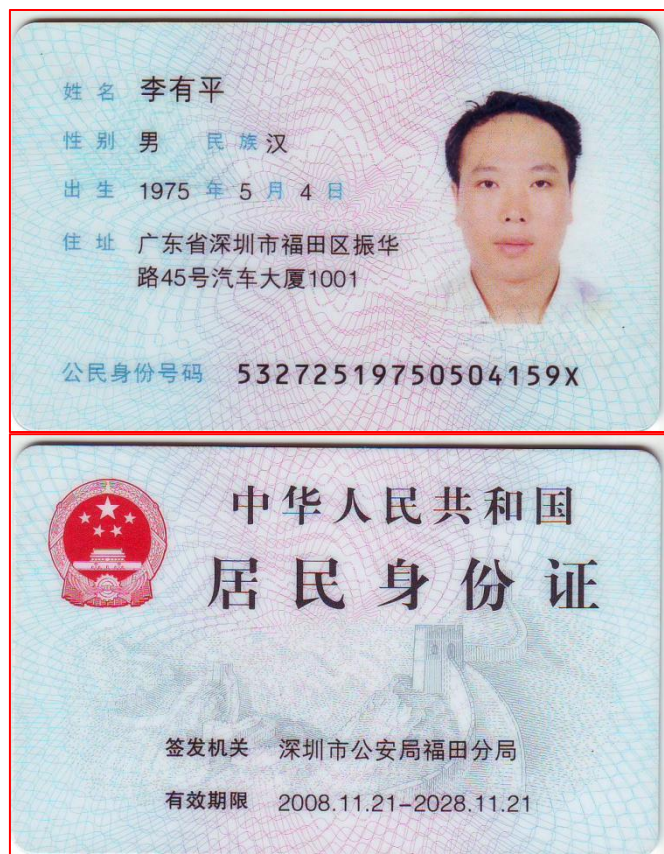 姓名 李有平
性别 男 民族 汉
出生 1975 年 5 月 4 日
住址 广东省深圳市福田区振华
路45号汽车大厦1001
公民身份号码 53272519750504159X
中华人民共和国
居民身份证
签发机关 深圳市公安局福田分局
有效期限 2008.11.21-2028.11.21